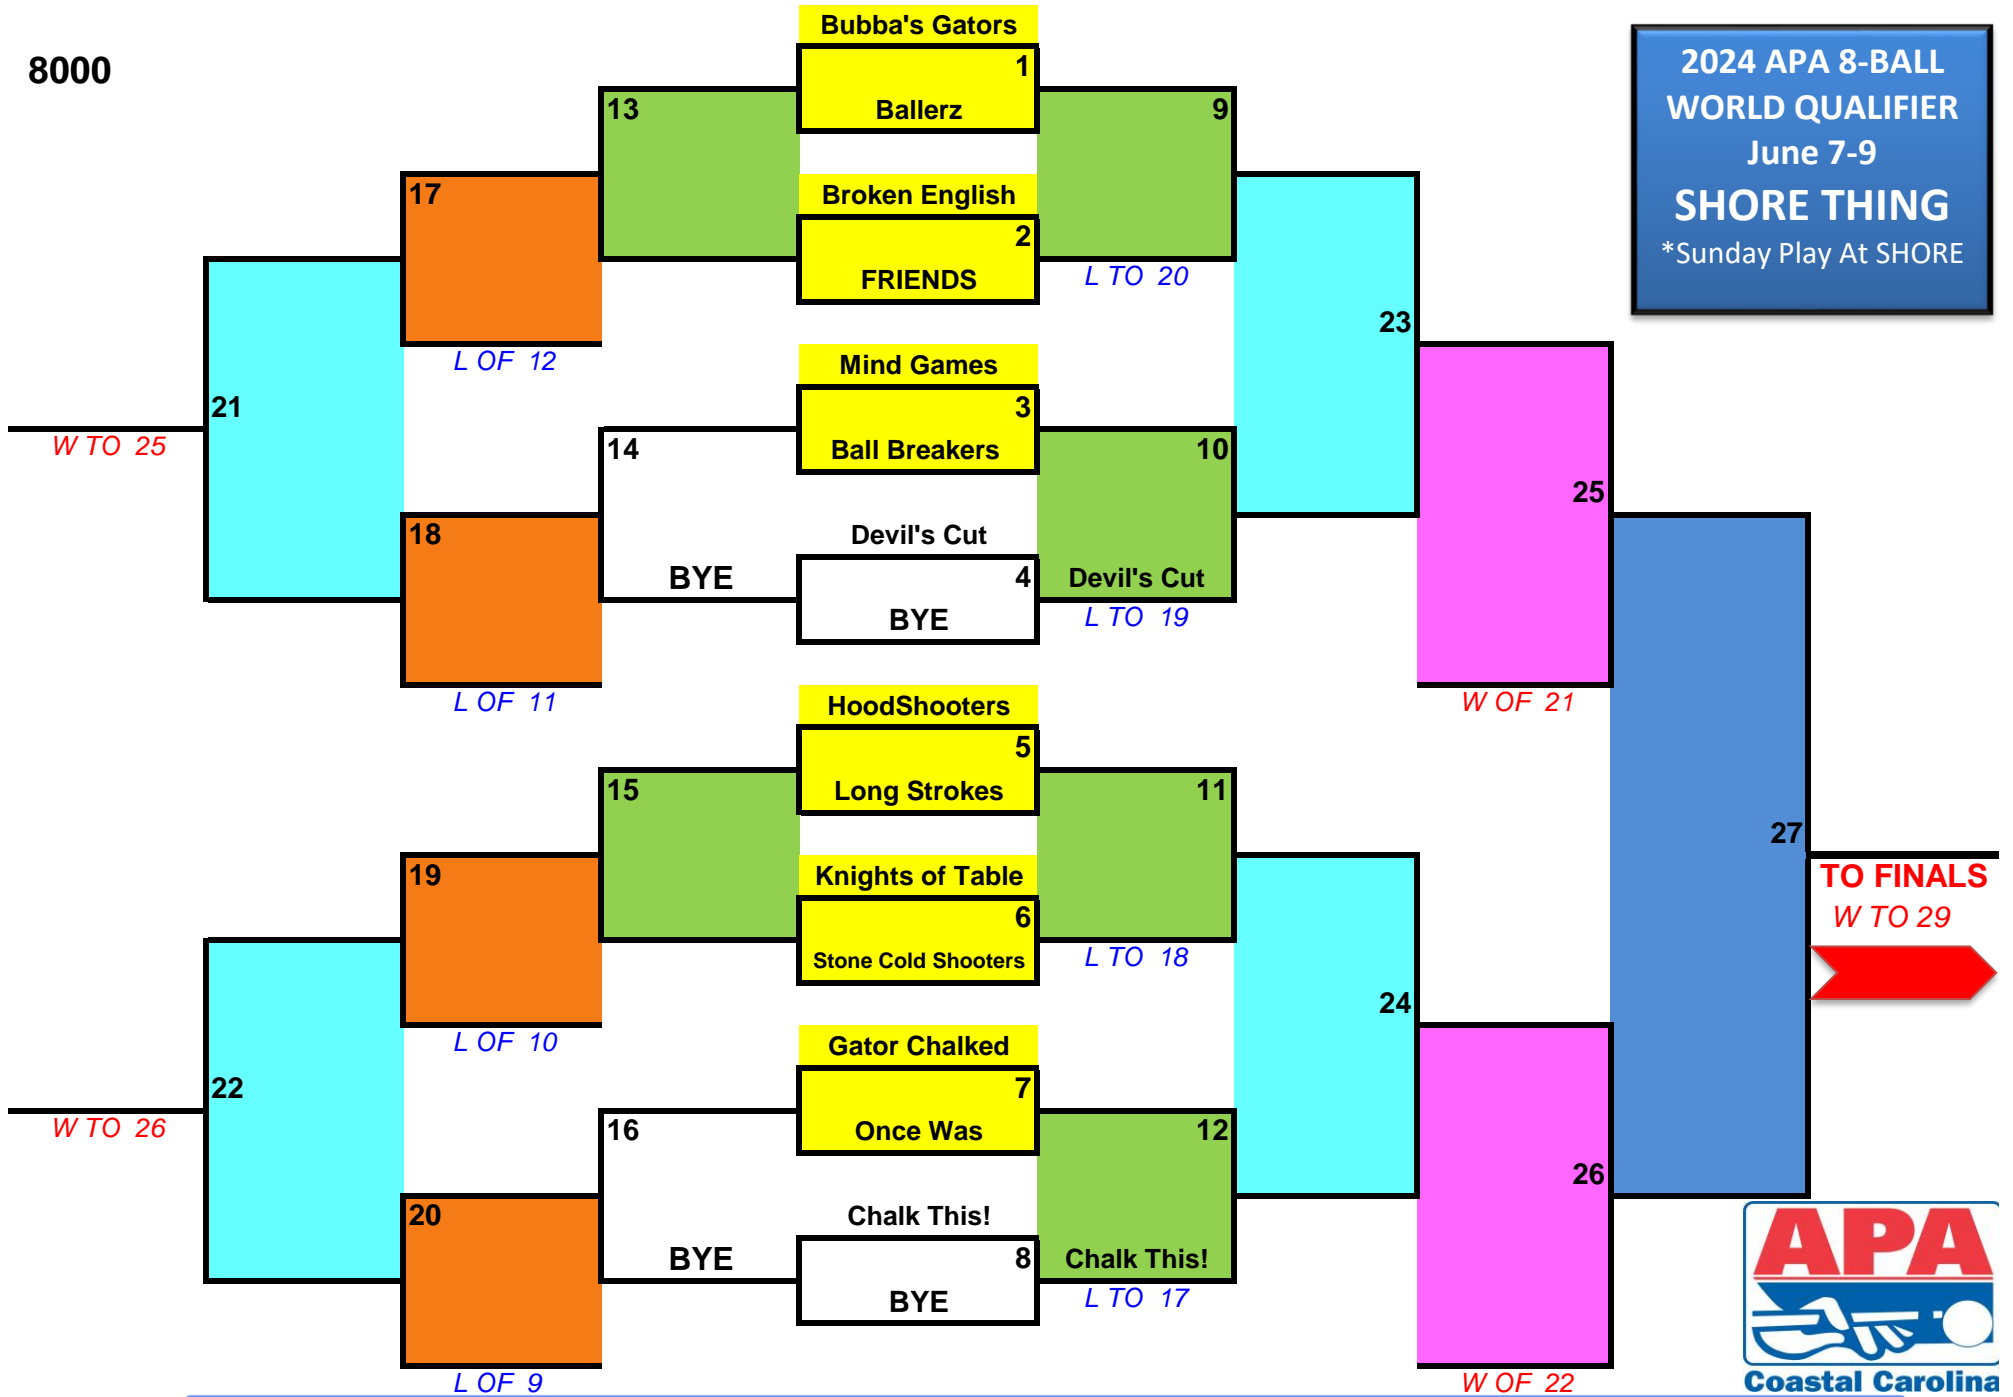 8000
Bubba's Gators
1
Ballerz
13
9
2024 APA 8-BALL
WORLD QUALIFIER
June 7-9
SHORE THING
*Sunday Play At SHORE
17
Broken English
2
FRIENDS
L TO 20
23
L OF 12
Mind Games
3
Ball Breakers
21
W TO 25
14
10
25
18
Devil's Cut
4
BYE
BYE
Devil's Cut
L TO 19
L OF 11
HoodShooters
5
Long Strokes
W OF 21
15
11
27
19
Knights of Table
6
Stone Cold Shooters
L TO 18
TO FINALS
W TO 29
24
L OF 10
Gator Chalked
7
Once Was
22
W TO 26
16
12
26
20
Chalk This!
8
BYE
BYE
Chalk This!
L TO 17
L OF 9
W OF 22
APA
Coastal Carolina